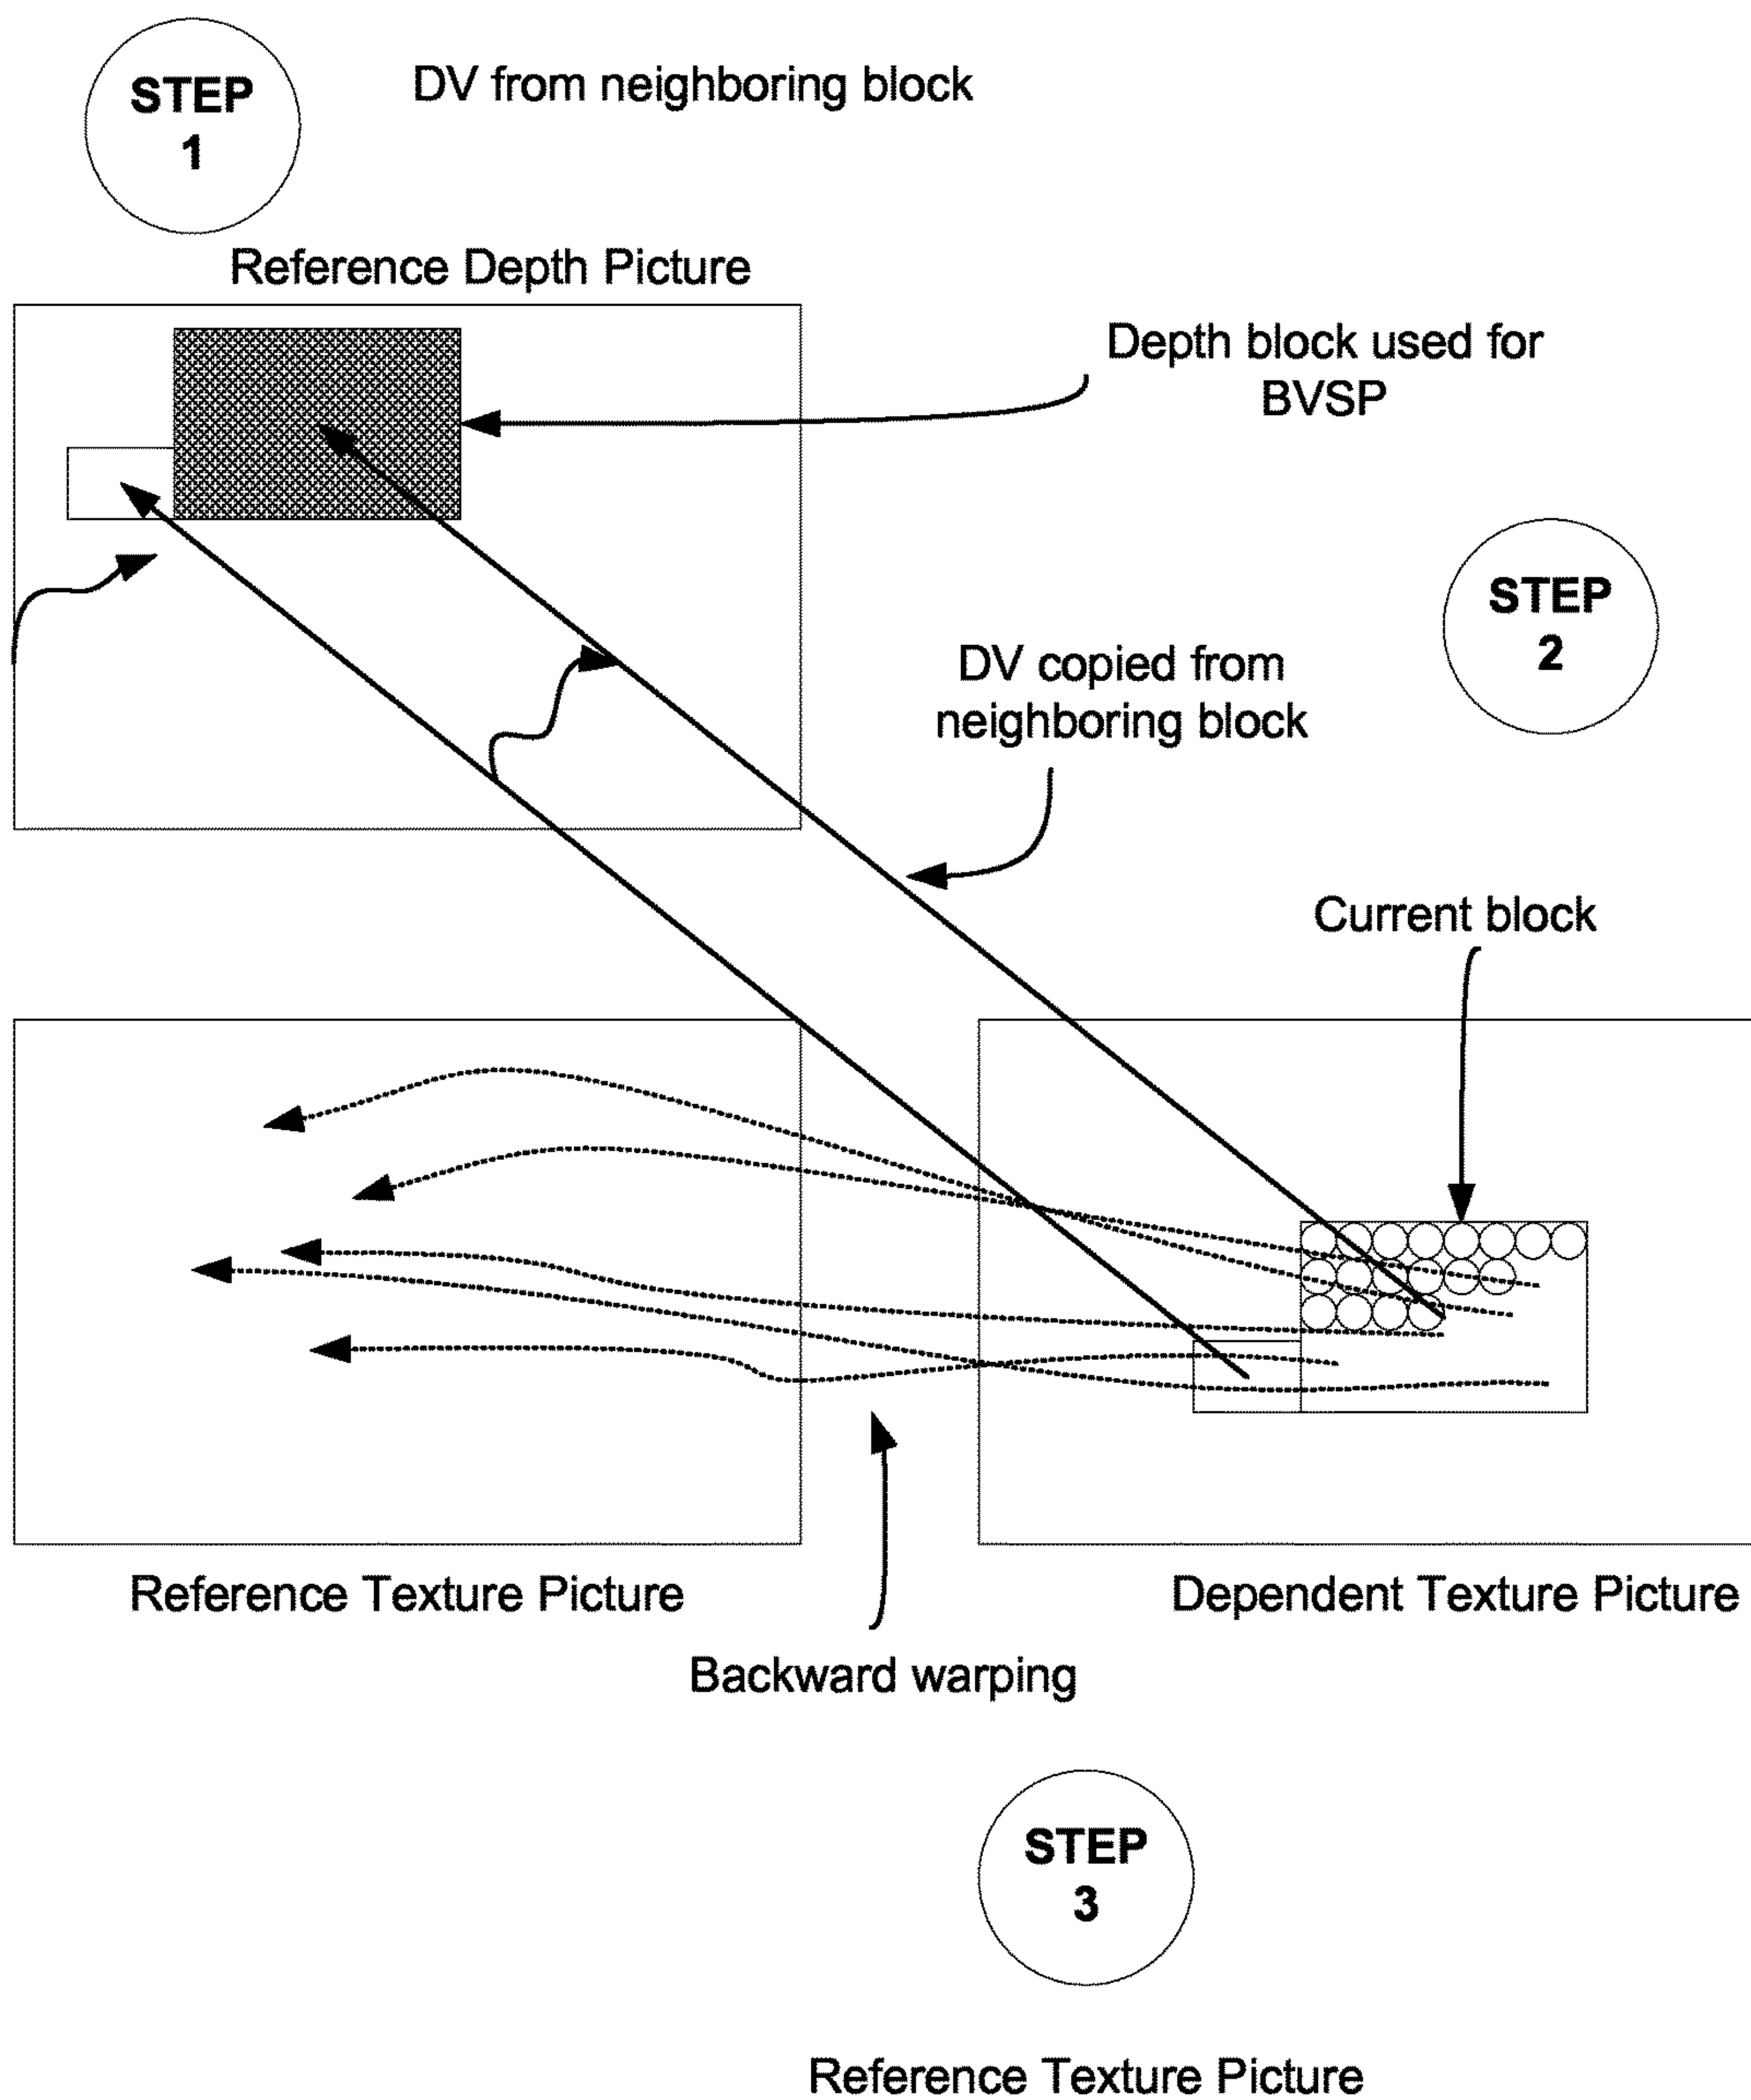 STEP
1
DV from neighboring block
Reference Depth Picture
Depth block used for
BVSP
STEP
2
DV copied from
neighboring block
Current block
Reference Texture Picture
Dependent Texture Picture
Backward warping
STEP
3
Reference Texture Picture